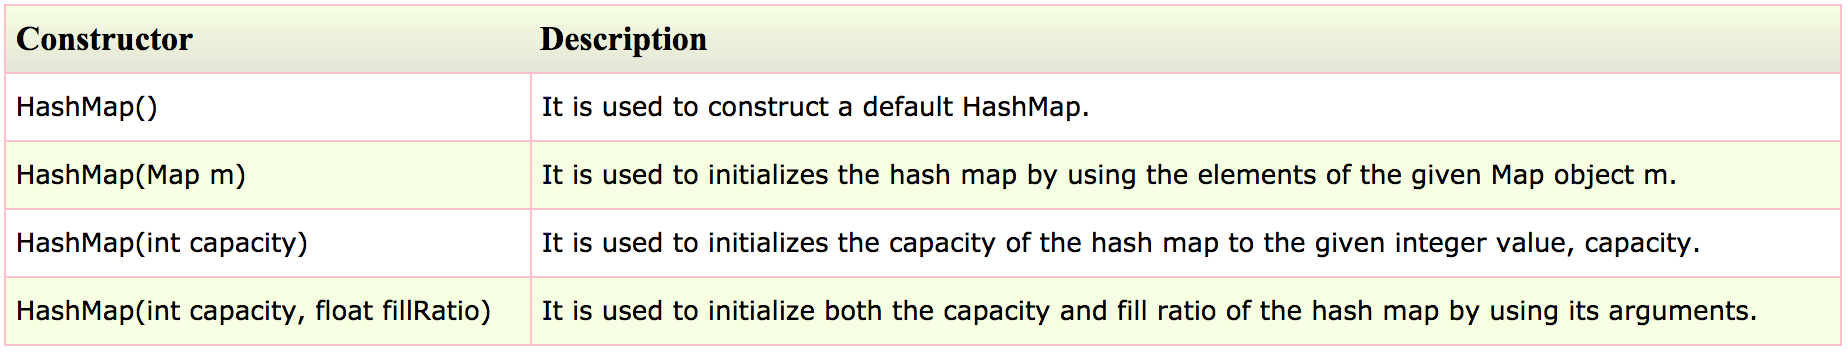 Constructor Description
HashMap() It is used to construct a default HashMap.
HashMap(Map m) It is used to initializes the hash map by using the elements of the given Map object m.
HashMap(int capacity) It is used to initializes the capacity of the hash map to the given integer value, capacity.
HashMap(int capacity, float fillRatio) It is used to initialize both the capacity and fill ratio of the hash map by using its arguments.